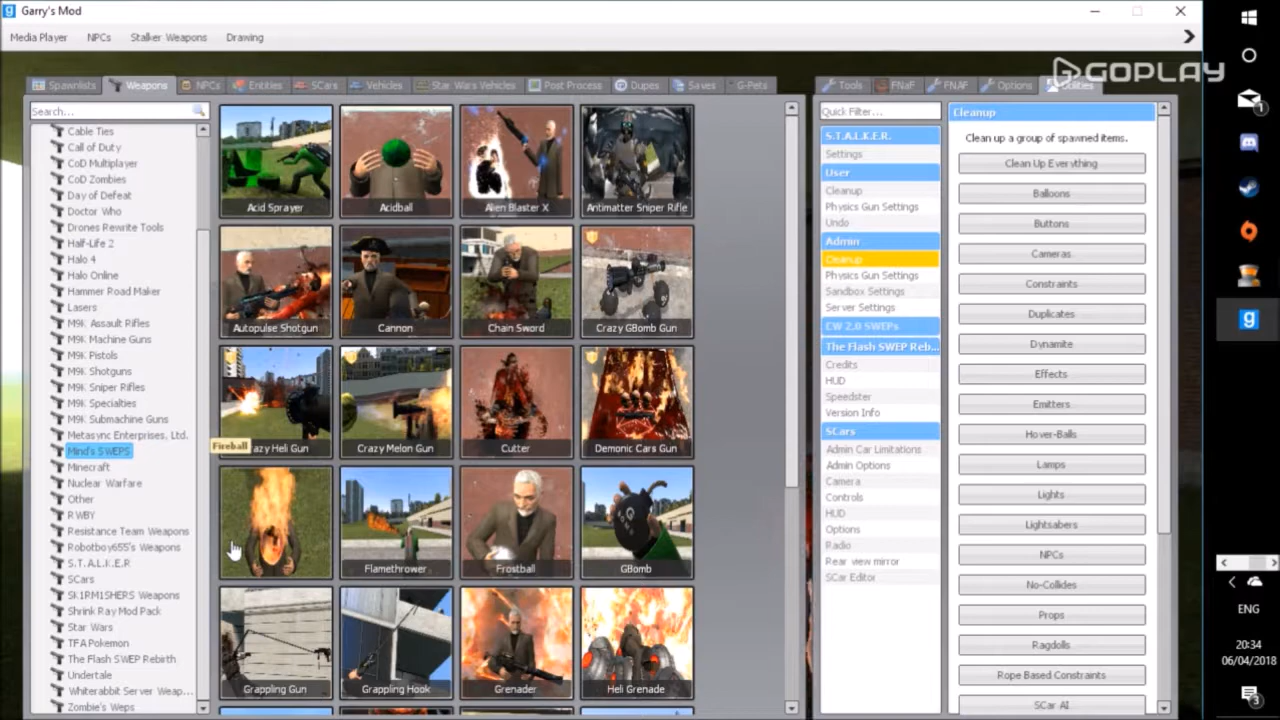 Garry's Mod
Media Player NPCs Stalker Weapons Drawing
GOPLAY
Spawnlists Weapons NPCs Entities SCars Vehicles Star Wars Vehicles Post Process Dupes Saves G-Pets
Tools FNaF FNAF Options Utilities
Search...
Cable Ties
Call of Duty
CoD Multiplayer
CoD Zombies
Day of Defeat
Doctor Who
Drones Rewrite Tools
Half-Life 2
Halo 4
Halo Online
Hammer Road Maker
Lasers
M9K Assault Rifles
M9K Machine Guns
M9K Pistols
M9K Shotguns
M9K Sniper Rifles
M9K Specialties
M9K Submachine Guns
Metasync Enterprises, Ltd.
Mind's SWEPS
Minecraft
Nuclear Warfare
Other
RWBY
Resistance Team Weapons
Robotboy655's Weapons
S.T.A.L.K.E.R
SCars
Sk1RM1SHERS Weapons
Shrink Ray Mod Pack
Star Wars
TFA Pokemon
The Flash SWEP Rebirth
Undertale
Whiterabbit Server Weap...
Zombie's Weps
Acid Sprayer Acidball Alien Blaster X Antimatter Sniper Rifle
Autopulse Shotgun Cannon Chain Sword Crazy GBomb Gun
Fireball
azy Heli Gun Crazy Melon Gun Cutter Demonic Cars Gun
Flamethrower Frostball GBomb
Grappling Gun Grappling Hook Grenader Heli Grenade
Quick Filter...
S.T.A.L.K.E.R.
Settings
User
Cleanup
Physics Gun Settings
Undo
Admin
Cleanup
Physics Gun Settings
Sandbox Settings
Server Settings
CW 2.0 SWEPs
The Flash SWEP Reb...
Credits
HUD
Speedster
Version Info
SCars
Admin Car Limitations
Admin Options
Camera
Controls
HUD
Options
Radio
Rear view mirror
SCar Editor
Cleanup
Clean up a group of spawned items.
Clean Up Everything
Balloons
Buttons
Cameras
Constraints
Duplicates
Dynamite
Effects
Emitters
Hover-Balls
Lamps
Lights
Lightsabers
NPCs
No-Collides
Props
Ragdolls
Rope Based Constraints
SCar AI
1
g
ENG
20:34
06/04/2018
3